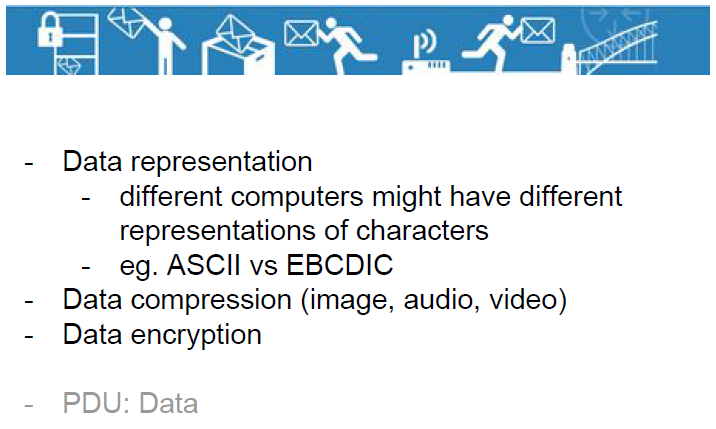 - Data representation
- different computers might have different
representations of characters
- eg. ASCII vs EBCDIC
- Data compression (image, audio, video)
- Data encryption
- PDU: Data